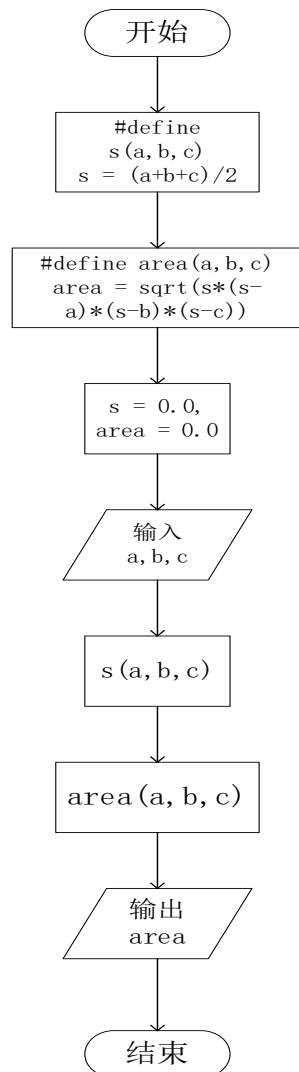 开始
#define
s(a,b,c)
s = (a+b+c)/2
#define area(a,b,c)
area = sqrt(s*(s-
a)*(s-b)*(s-c))
s = 0.0,
area = 0.0
输入
a,b,c
s(a,b,c)
area(a,b,c)
输出
area
结束